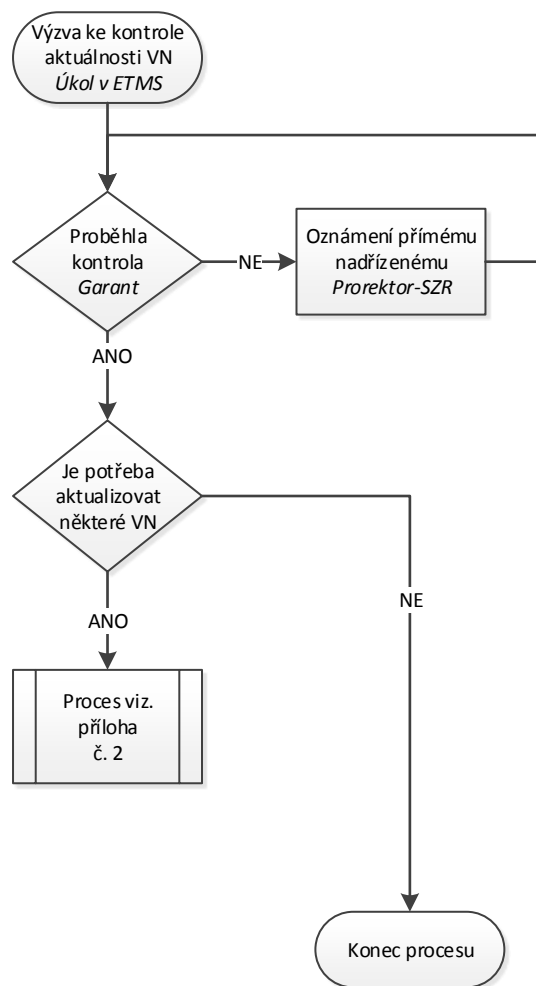 Výzva ke kontrole
aktuálnosti VN
Úkol v ETMS
Proběhla
kontrola
Garant
NE
Oznámení přímému
nadřízenému
Prorektor-SZR
ANO
Je potřeba
aktualizovat
některé VN
NE
ANO
Proces viz.
příloha
č. 2
Konec procesu